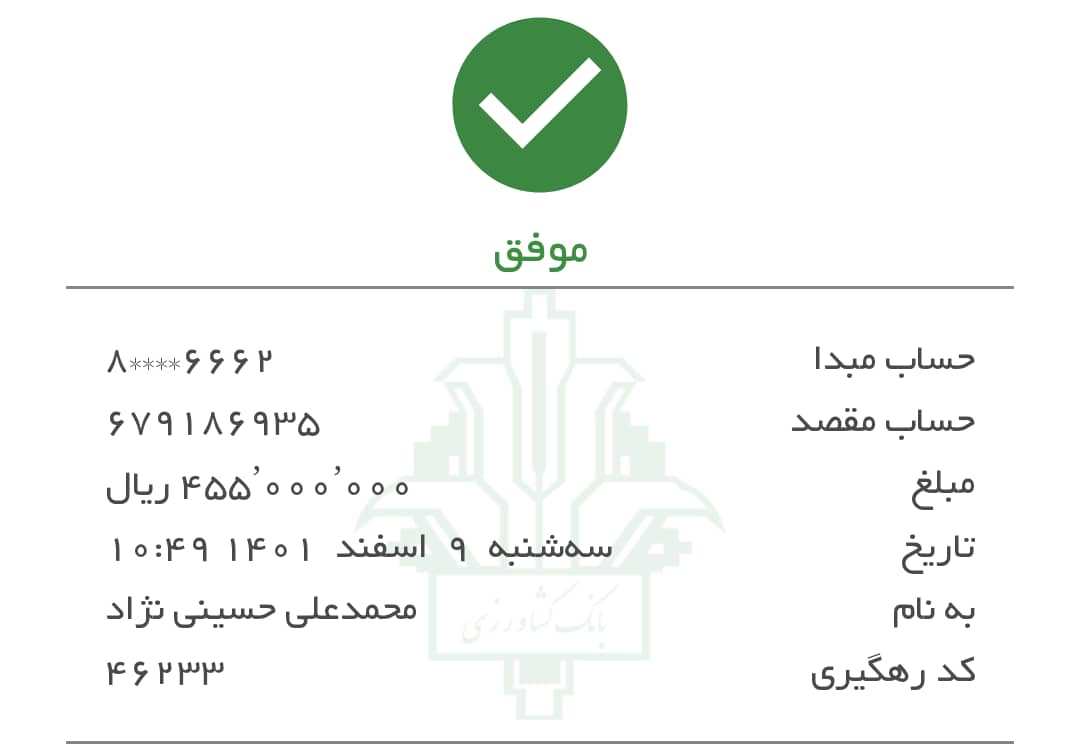 موفق
حساب مبدا ۸****۶۶۶۲
حساب مقصد ۶۷۹۱۸۶۹۳۵
مبلغ ۴۵۵٬۰۰۰٬۰۰۰ ریال
تاریخ سه‌شنبه ۹ اسفند ۱۴۰۱ ۱۰:۴۹
به نام محمدعلی حسینی نژاد
کد رهگیری ۴۶۲۳۳
بانک کشاورزی